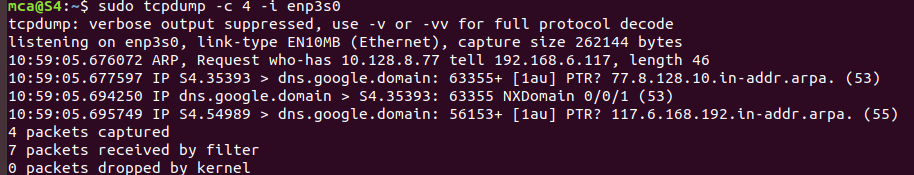 mca@S4:~$ sudo tcpdump -c 4 -i enp3s0
tcpdump: verbose output suppressed, use -v or -vv for full protocol decode
listening on enp3s0, link-type EN10MB (Ethernet), capture size 262144 bytes
10:59:05.676072 ARP, Request who-has 10.128.8.77 tell 192.168.6.117, length 46
10:59:05.677597 IP S4.35393 > dns.google.domain: 63355+ [1au] PTR? 77.8.128.10.in-addr.arpa. (53)
10:59:05.694250 IP dns.google.domain > S4.35393: 63355 NXDomain 0/0/1 (53)
10:59:05.695749 IP S4.54989 > dns.google.domain: 56153+ [1au] PTR? 117.6.168.192.in-addr.arpa. (55)
4 packets captured
7 packets received by filter
0 packets dropped by kernel